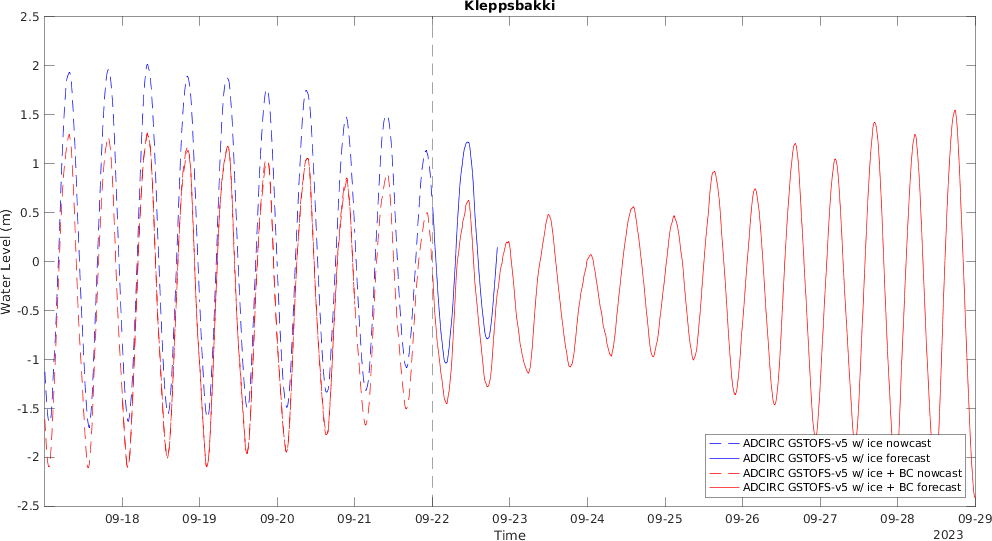 Kleppsbakki
2.5
2
1.5
1
0.5
0
-0.5
-1
-1.5
-2
-2.5
Water Level (m)
ADCIRC GSTOFS-v5 w/ ice nowcast
ADCIRC GSTOFS-v5 w/ ice forecast
ADCIRC GSTOFS-v5 w/ ice + BC nowcast
ADCIRC GSTOFS-v5 w/ ice + BC forecast
09-18 09-19 09-20 09-21 09-22 09-23 09-24 09-25 09-26 09-27 09-28 09-29
Time
2023